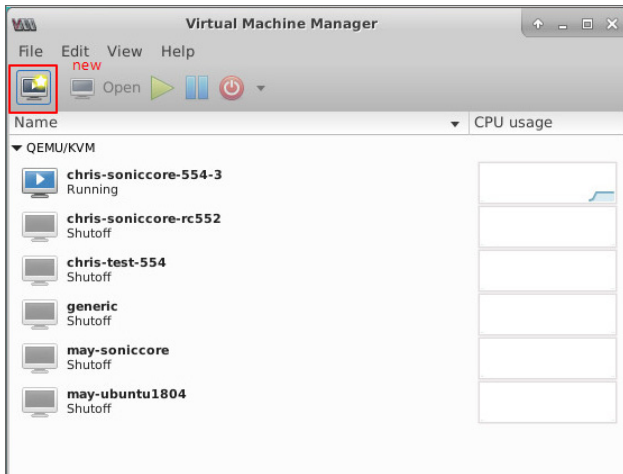 Virtual Machine Manager
File Edit View Help
new
Open
Name CPU usage
QEMU/KVM
chris-soniccore-554-3
Running
chris-soniccore-rc552
Shutoff
chris-test-554
Shutoff
generic
Shutoff
may-soniccore
Shutoff
may-ubuntu1804
Shutoff